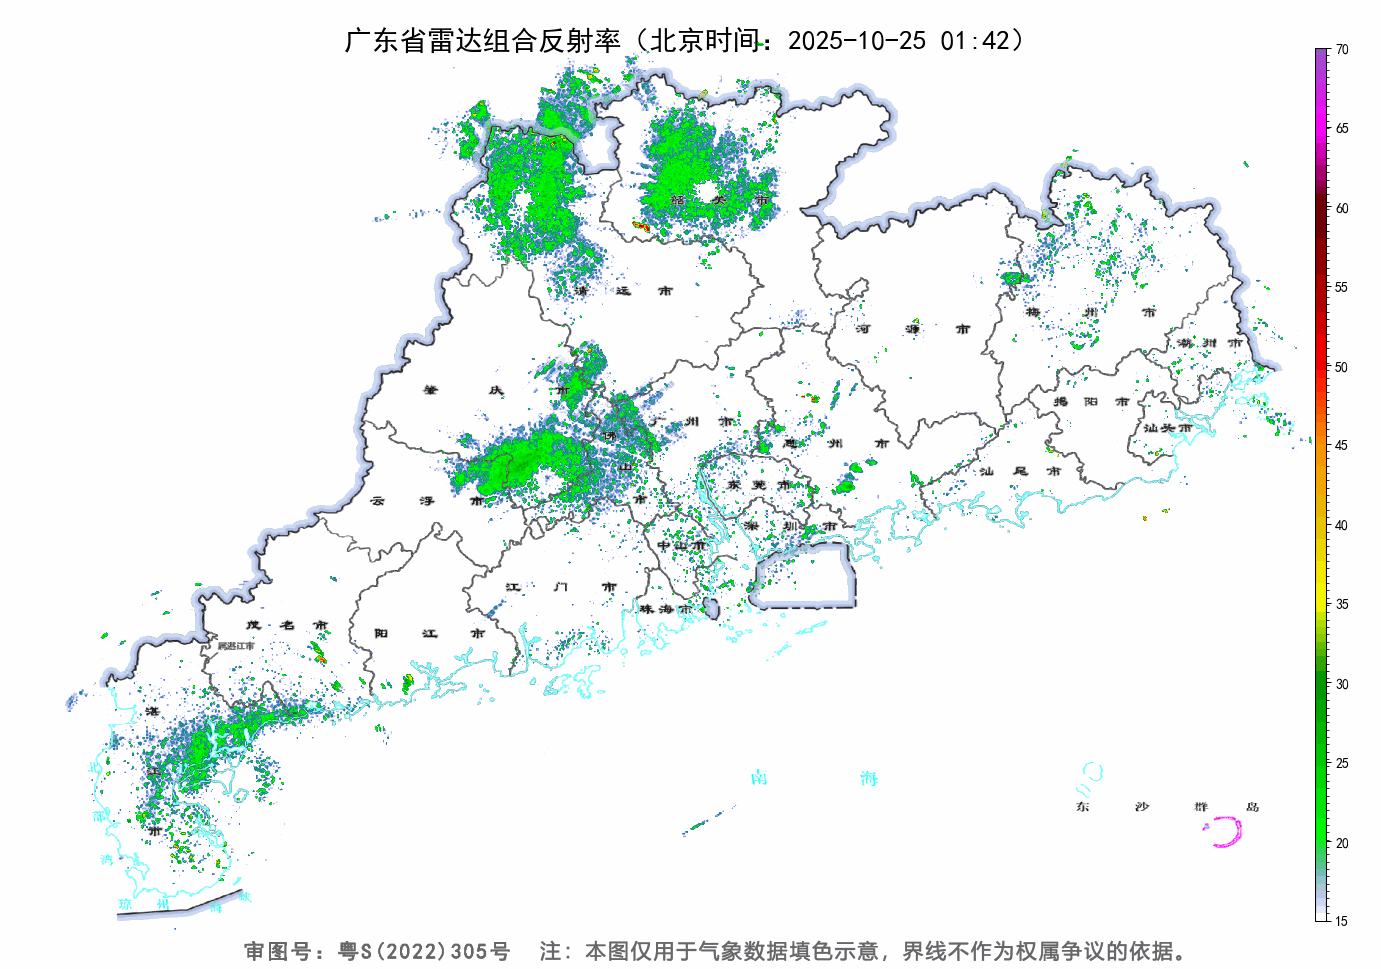 广东省雷达组合反射率（北京时间：2025-10-25 01:42）
70
65
60
55
50
45
40
35
30
25
20
15
韶关市
清远市
河源市
梅州市
潮州市
肇庆市
广州市
佛山市
惠州市
揭阳市
汕头市
汕尾市
云浮市
东莞市
深圳市
中山市
江门市
珠海市
茂名市
阳江市
属湛江市
湛江市
北部湾
琼州海峡
南海
东沙群岛
审图号：粤S(2022)305号 注：本图仅用于气象数据填色示意，界线不作为权属争议的依据。